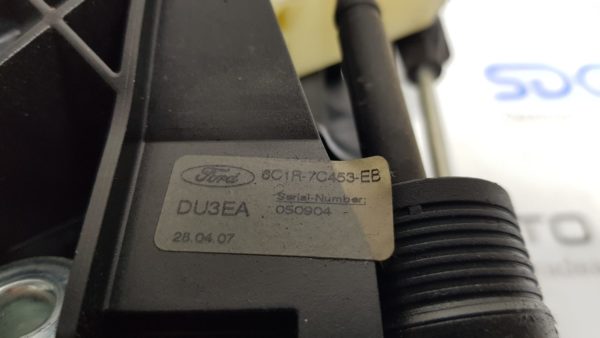 Ford 6C1R-7C453-EB
DU3EA Serial-Number:
050904 -
28.04.07